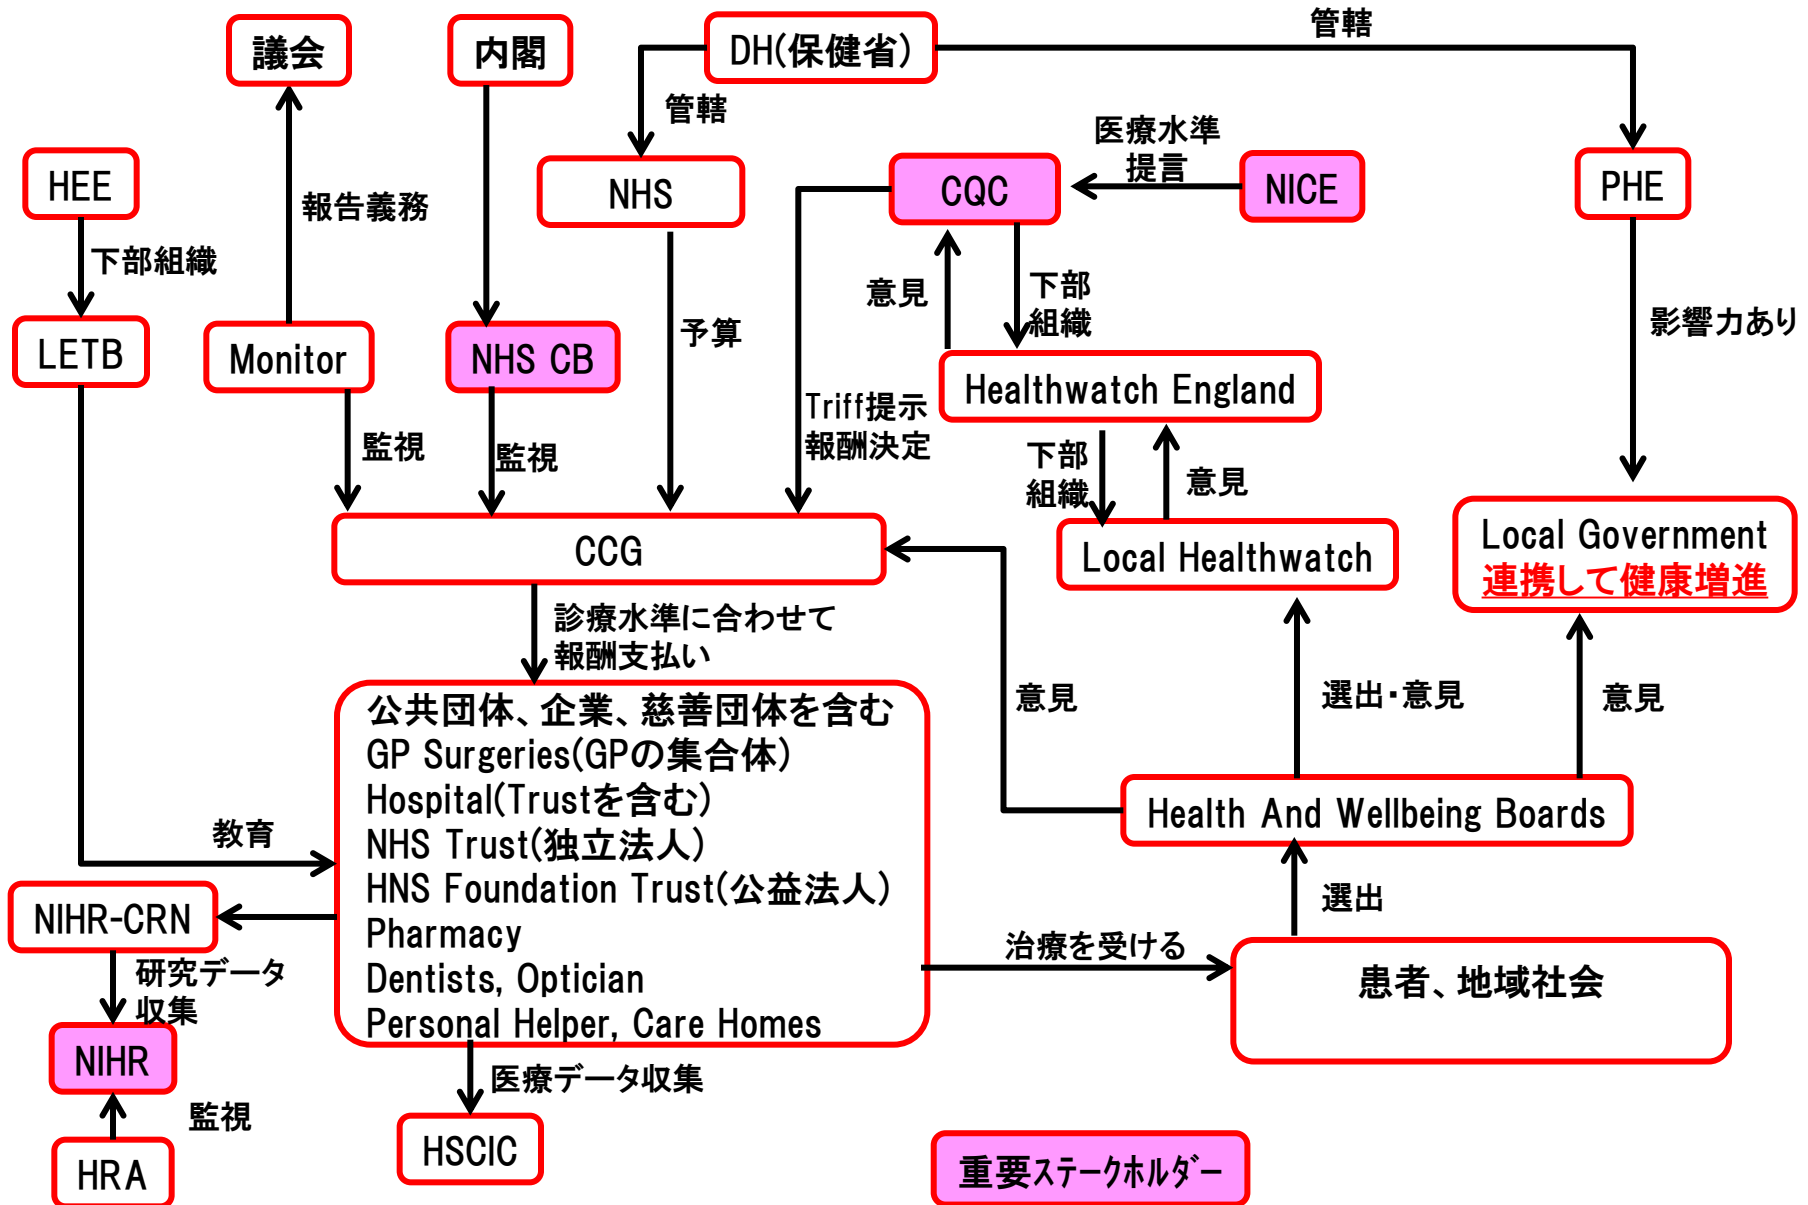 管轄
議会
内閣
DH(保健省)
管轄
医療水準
提言
HEE
NHS
CQC
NICE
PHE
報告義務
下部組織
意見
下部
組織
影響力あり
LETB
Monitor
NHS CB
予算
Healthwatch England
Triff提示
報酬決定
監視
監視
下部
組織
意見
CCG
Local Healthwatch
Local Government
連携して健康増進
診療水準に合わせて
報酬支払い
意見
選出・意見
意見
公共団体、企業、慈善団体を含む
GP Surgeries(GPの集合体)
Hospital(Trustを含む)
NHS Trust(独立法人)
HNS Foundation Trust(公益法人)
Pharmacy
Dentists, Optician
Personal Helper, Care Homes
Health And Wellbeing Boards
教育
選出
NIHR-CRN
治療を受ける
研究データ
収集
患者、地域社会
NIHR
医療データ収集
監視
HSCIC
HRA
重要ステークホルダー